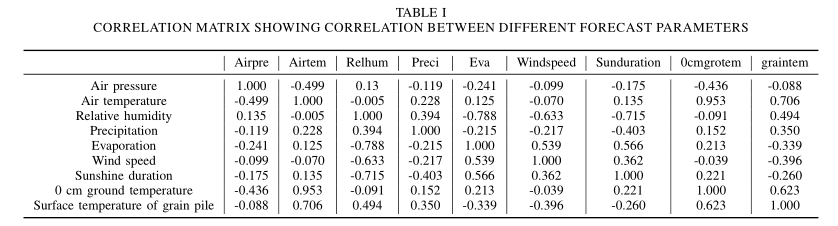 TABLE I
CORRELATION MATRIX SHOWING CORRELATION BETWEEN DIFFERENT FORECAST PARAMETERS
Airpre Airtem Relhum Preci Eva Windspeed Sunduration 0cmgrotem graintem
Air pressure 1.000 -0.499 0.13 -0.119 -0.241 -0.099 -0.175 -0.436 -0.088
Air temperature -0.499 1.000 -0.005 0.228 0.125 -0.070 0.135 0.953 0.706
Relative humidity 0.135 -0.005 1.000 0.394 -0.788 -0.633 -0.715 -0.091 0.494
Precipitation -0.119 0.228 0.394 1.000 -0.215 -0.217 -0.403 0.152 0.350
Evaporation -0.241 0.125 -0.788 -0.215 1.000 0.539 0.566 0.213 -0.339
Wind speed -0.099 -0.070 -0.633 -0.217 0.539 1.000 0.362 -0.039 -0.396
Sunshine duration -0.175 0.135 -0.715 -0.403 0.566 0.362 1.000 0.221 -0.260
0 cm ground temperature -0.436 0.953 -0.091 0.152 0.213 -0.039 0.221 1.000 0.623
Surface temperature of grain pile -0.088 0.706 0.494 0.350 -0.339 -0.396 -0.260 0.623 1.000